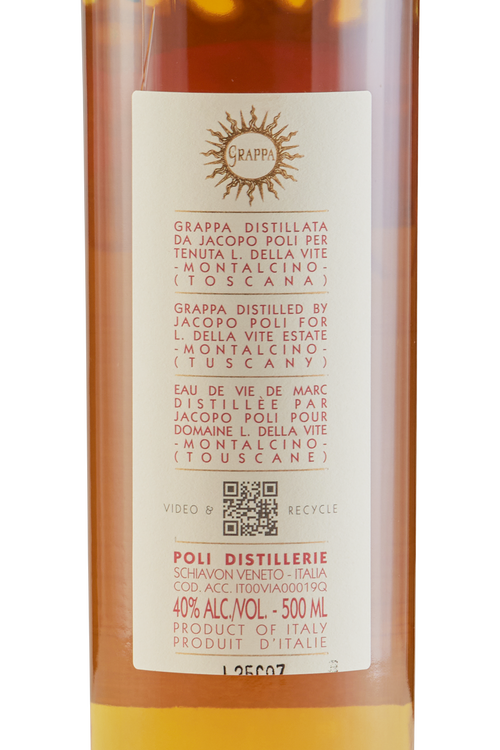 GRAPPA
GRAPPA DISTILLATA
DA JACOPO POLI PER
TENUTA L. DELLA VITE
-MONTALCINO-
(TOSCANA)
GRAPPA DISTILLED BY
JACOPO POLI FOR
L. DELLA VITE ESTATE
-MONTALCINO-
(TUSCANY)
EAU DE VIE DE MARC
DISTILLÈE PAR
JACOPO POLI POUR
DOMAINE L. DELLA VITE
-MONTALCINO-
(TOUSCANE)
VIDEO & RECYCLE
POLI DISTILLERIE
SCHIAVON VENETO - ITALIA
COD. ACC. IT00VIA00019Q
40% ALC./VOL. - 500 ML
PRODUCT OF ITALY
PRODUIT D'ITALIE